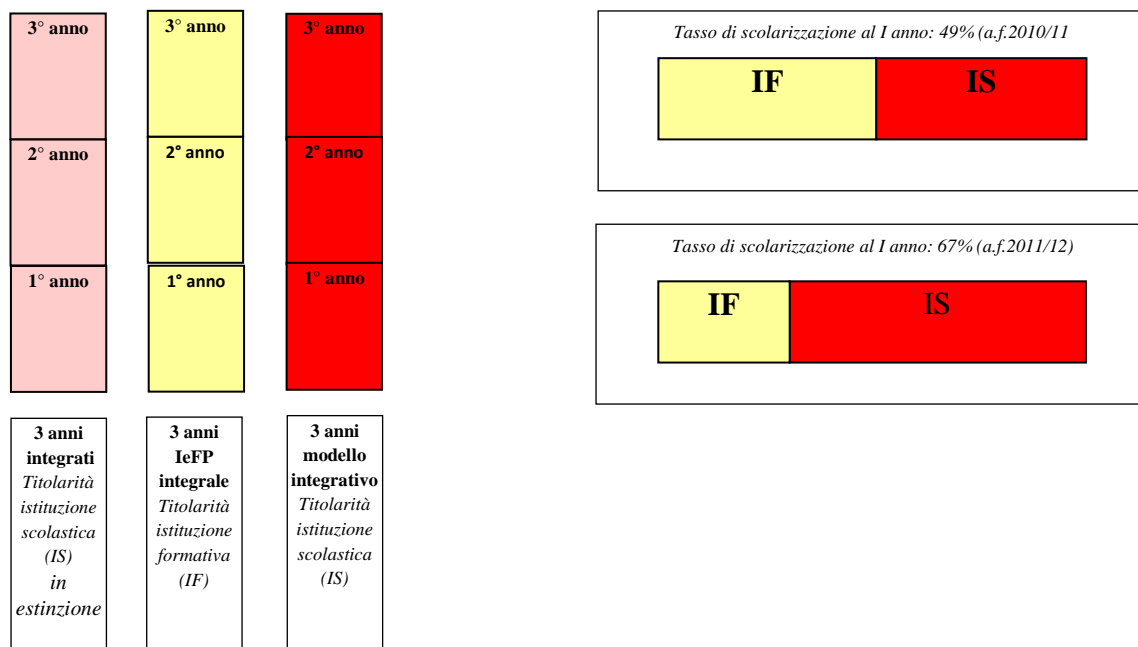 3° anno
2° anno
1° anno
3 anni
integrati
Titolarità
istituzione
scolastica
(IS)
in
estinzione
3° anno
2° anno
1° anno
3 anni
IeFP
integrale
Titolarità
istituzione
formativa
(IF)
3° anno
2° anno
1° anno
3 anni
modello
integrativo
Titolarità
istituzione
scolastica
(IS)
Tasso di scolarizzazione al I anno: 49% (a.f.2010/11
IF IS
Tasso di scolarizzazione al I anno: 67% (a.f.2011/12)
IF IS